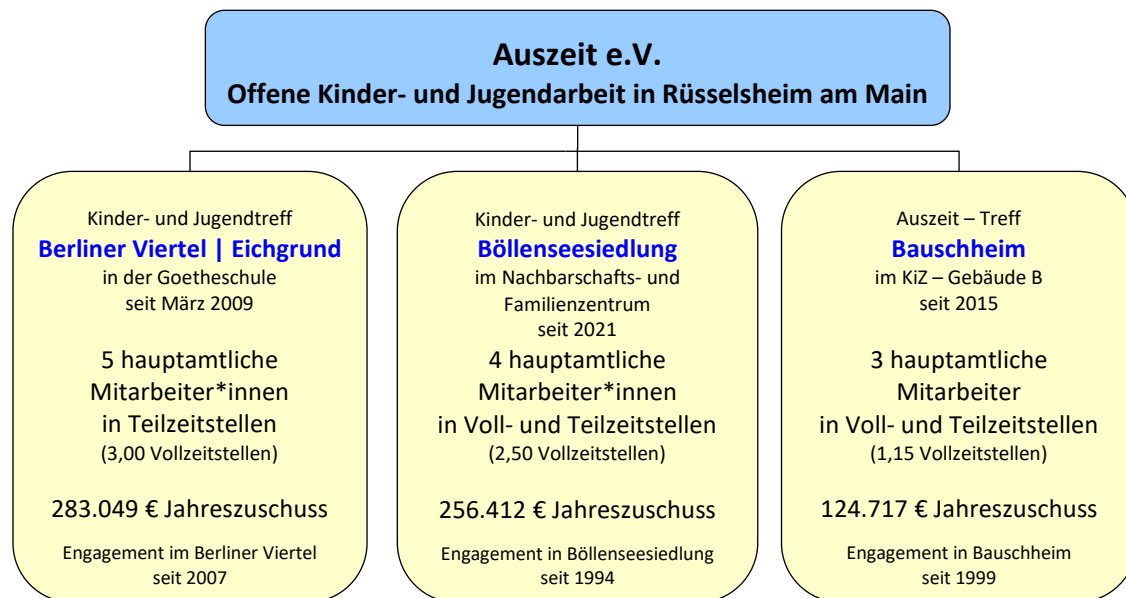 Auszeit e.V.
Offene Kinder- und Jugendarbeit in Rüsselsheim am Main
Kinder- und Jugendtreff
Berliner Viertel | Eichgrund
in der Goetheschule
seit März 2009
5 hauptamtliche
Mitarbeiter*innen
in Teilzeitstellen
(3,00 Vollzeitstellen)
283.049 € Jahreszuschuss
Engagement im Berliner Viertel
seit 2007
Kinder- und Jugendtreff
Böllenseesiedlung
im Nachbarschafts- und
Familienzentrum
seit 2021
4 hauptamtliche
Mitarbeiter*innen
in Voll- und Teilzeitstellen
(2,50 Vollzeitstellen)
256.412 € Jahreszuschuss
Engagement in Böllenseesiedlung
seit 1994
Auszeit – Treff
Bauschheim
im KiZ – Gebäude B
seit 2015
3 hauptamtliche
Mitarbeiter
in Voll- und Teilzeitstellen
(1,15 Vollzeitstellen)
124.717 € Jahreszuschuss
Engagement in Bauschheim
seit 1999